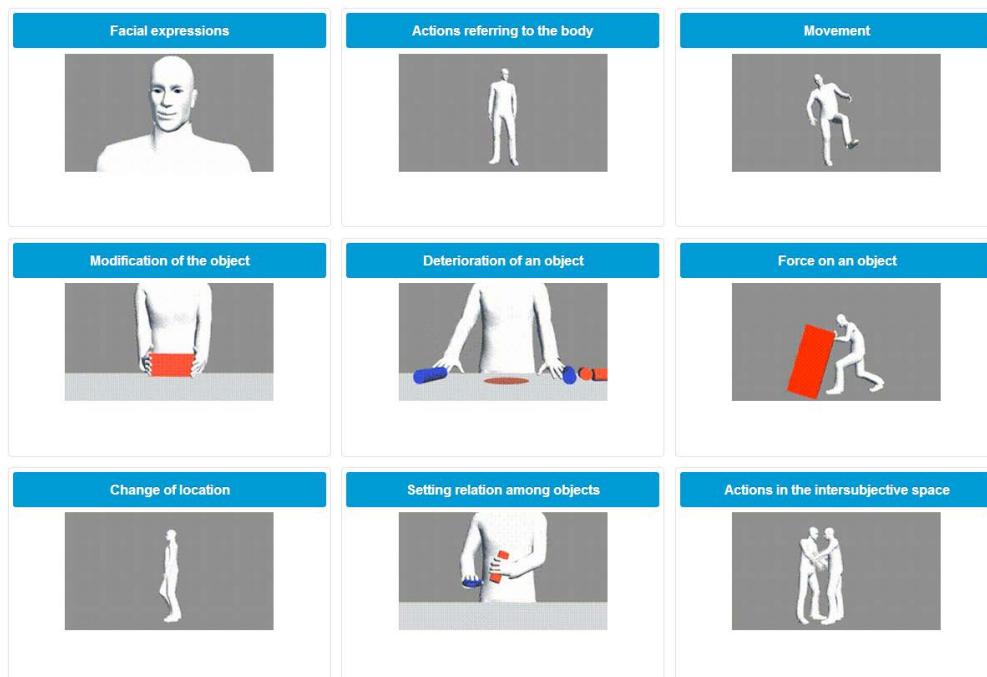 Facial expressions
Actions referring to the body
Movement
Modification of the object
Deterioration of an object
Force on an object
Change of location
Setting relation among objects
Actions in the intersubjective space